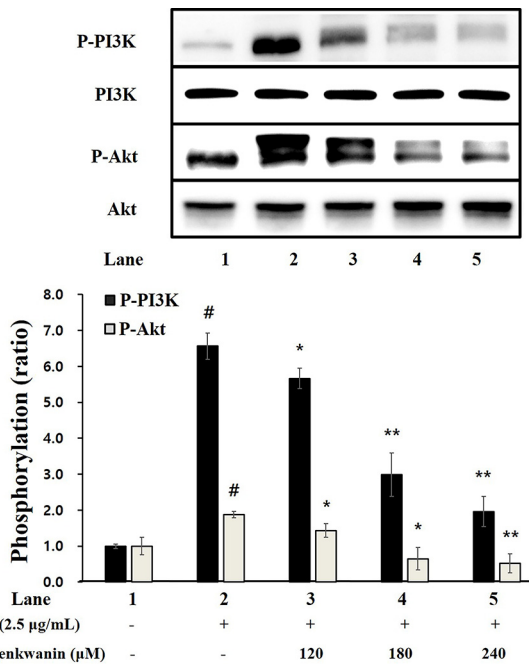 P-PI3K
PI3K
P-Akt
Akt
Lane 1 2 3 4 5
Phosphorylation (ratio)
8.0
7.0
6.0
5.0
4.0
3.0
2.0
1.0
0.0
P-PI3K
P-Akt
# # * * ** * ** **
Lane 1 2 3 4 5
(2.5 μg/mL) - + + + +
enkwanin (μM) - - 120 180 240